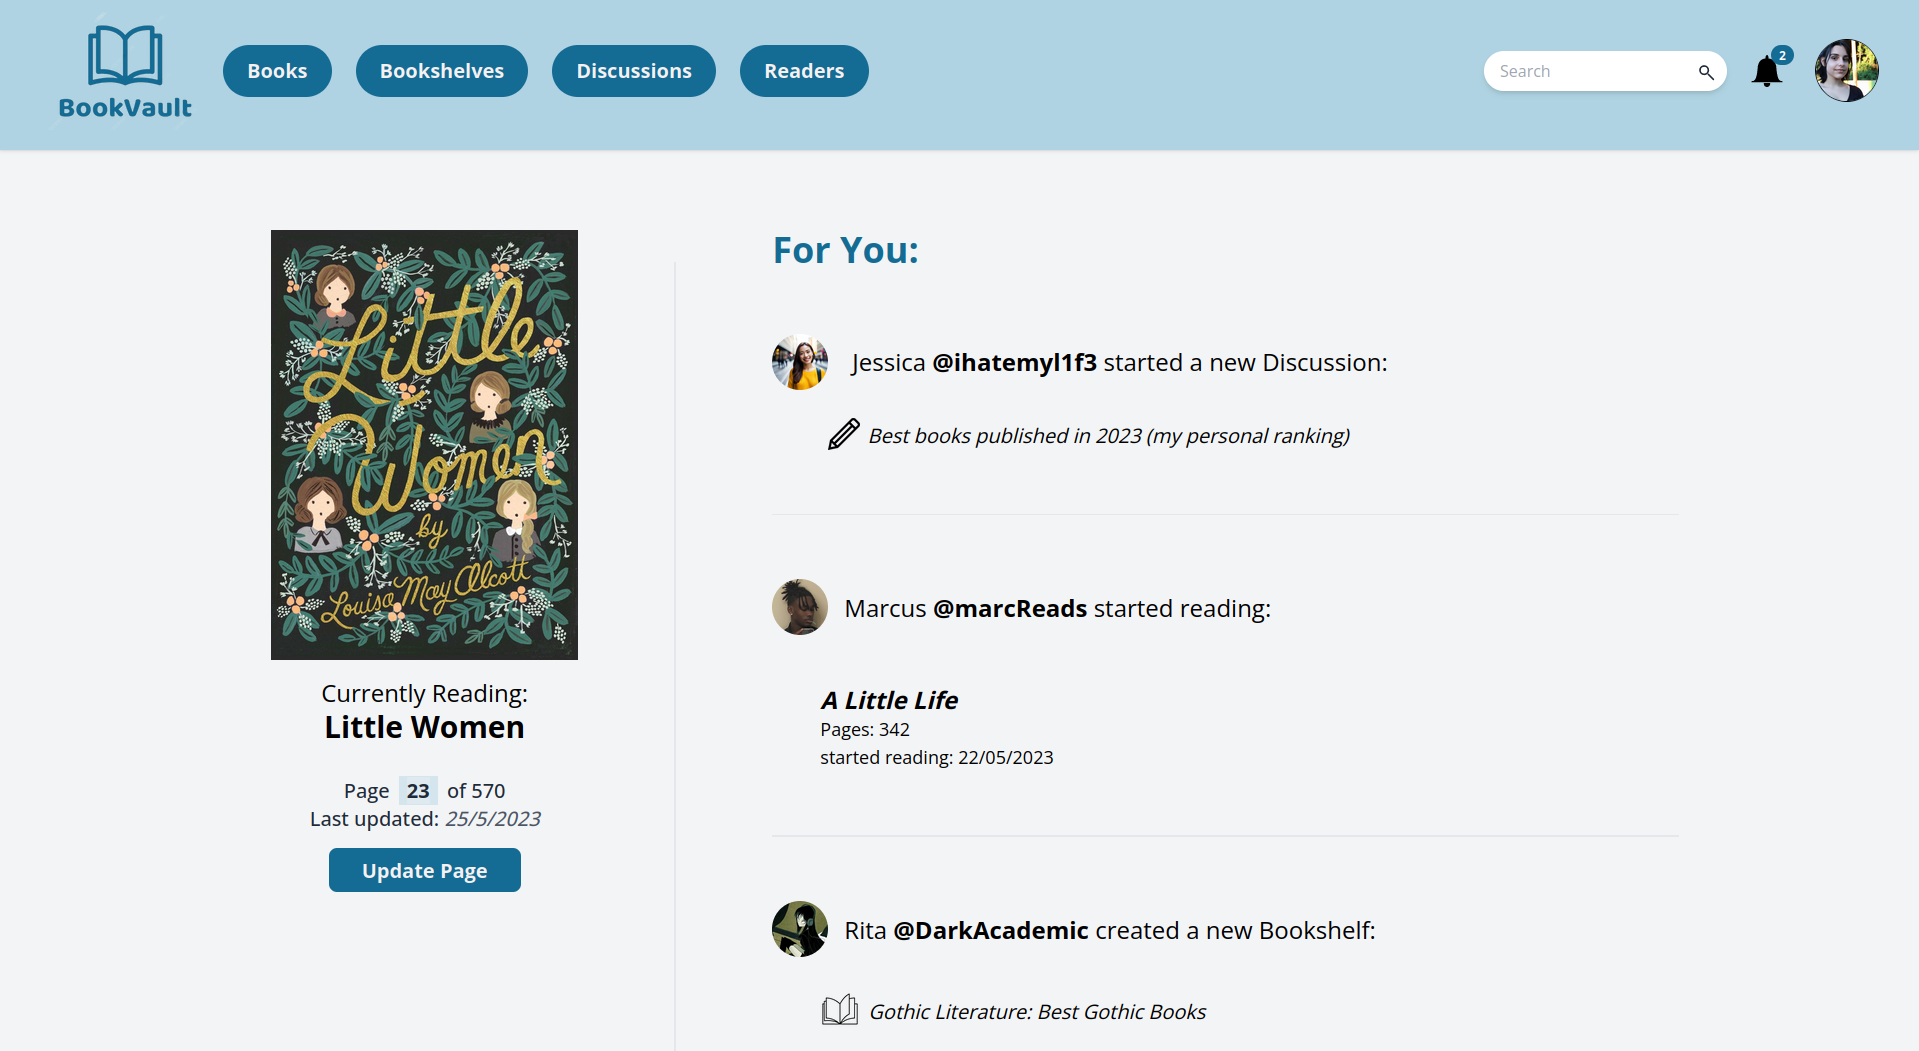 BookVault
Books
Bookshelves
Discussions
Readers
Search
2
Little
Women
by
Louisa May Alcott
Currently Reading:
Little Women
Page 23 of 570
Last updated: 25/5/2023
Update Page
For You:
Jessica @ihatemyl1f3 started a new Discussion:
Best books published in 2023 (my personal ranking)
Marcus @marcReads started reading:
A Little Life
Pages: 342
started reading: 22/05/2023
Rita @DarkAcademic created a new Bookshelf:
Gothic Literature: Best Gothic Books